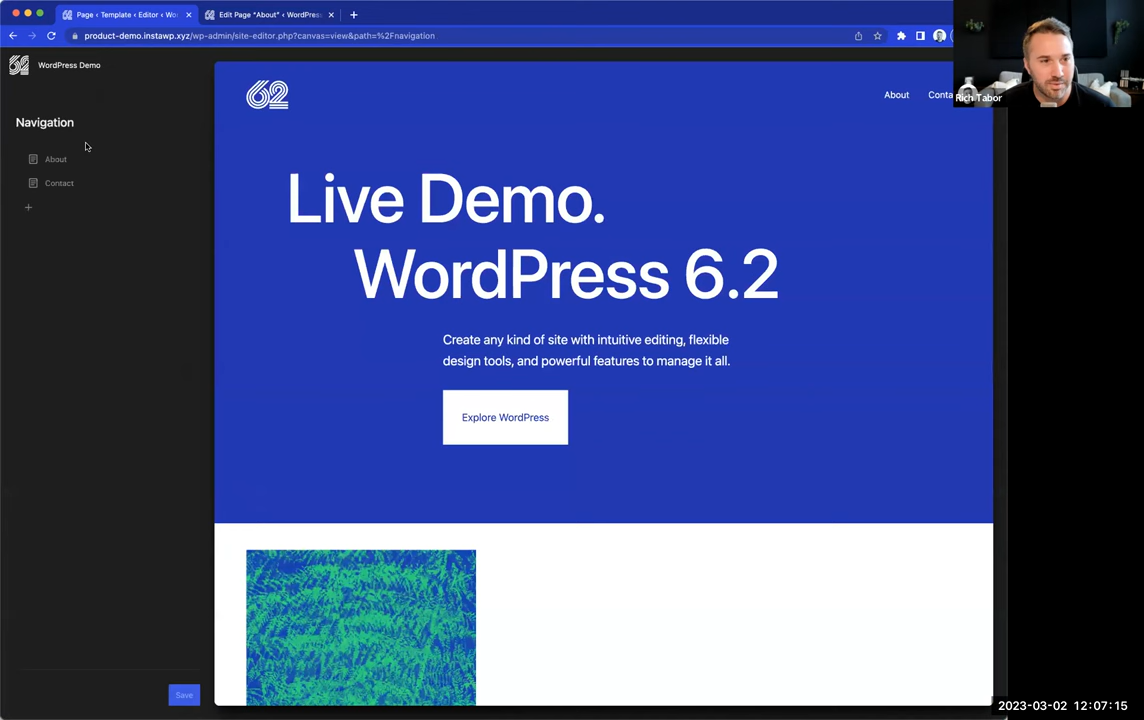 Page ‹ Template ‹ Editor ‹ Wo
Edit Page "About" ‹ WordPress
product-demo.instawp.xyz/wp-admin/site-editor.php?canvas=view&path=%2Fnavigation
WordPress Demo
Navigation
About
Contact
Save
62
About
Conta
Rich Tabor
Live Demo.
WordPress 6.2
Create any kind of site with intuitive editing, flexible
design tools, and powerful features to manage it all.
Explore WordPress
2023-03-02 12:07:15